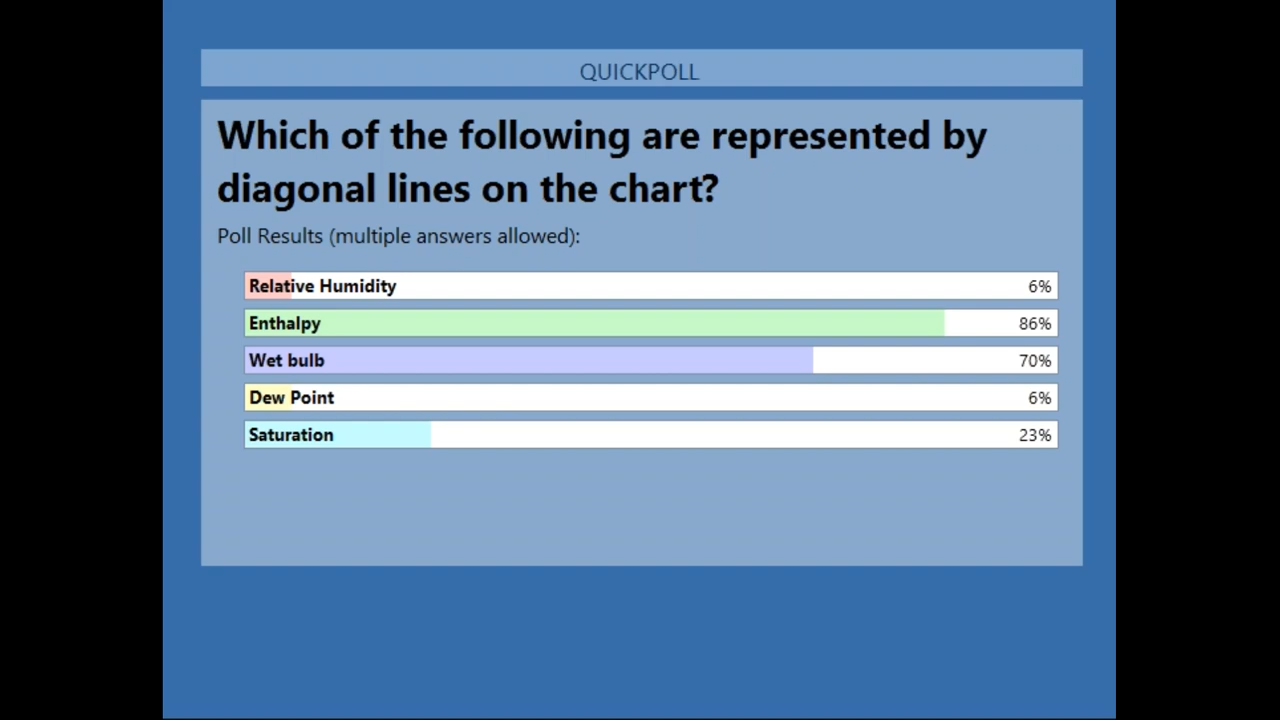 QUICKPOLL
Which of the following are represented by
diagonal lines on the chart?
Poll Results (multiple answers allowed):
Relative Humidity 6%
Enthalpy 86%
Wet bulb 70%
Dew Point 6%
Saturation 23%